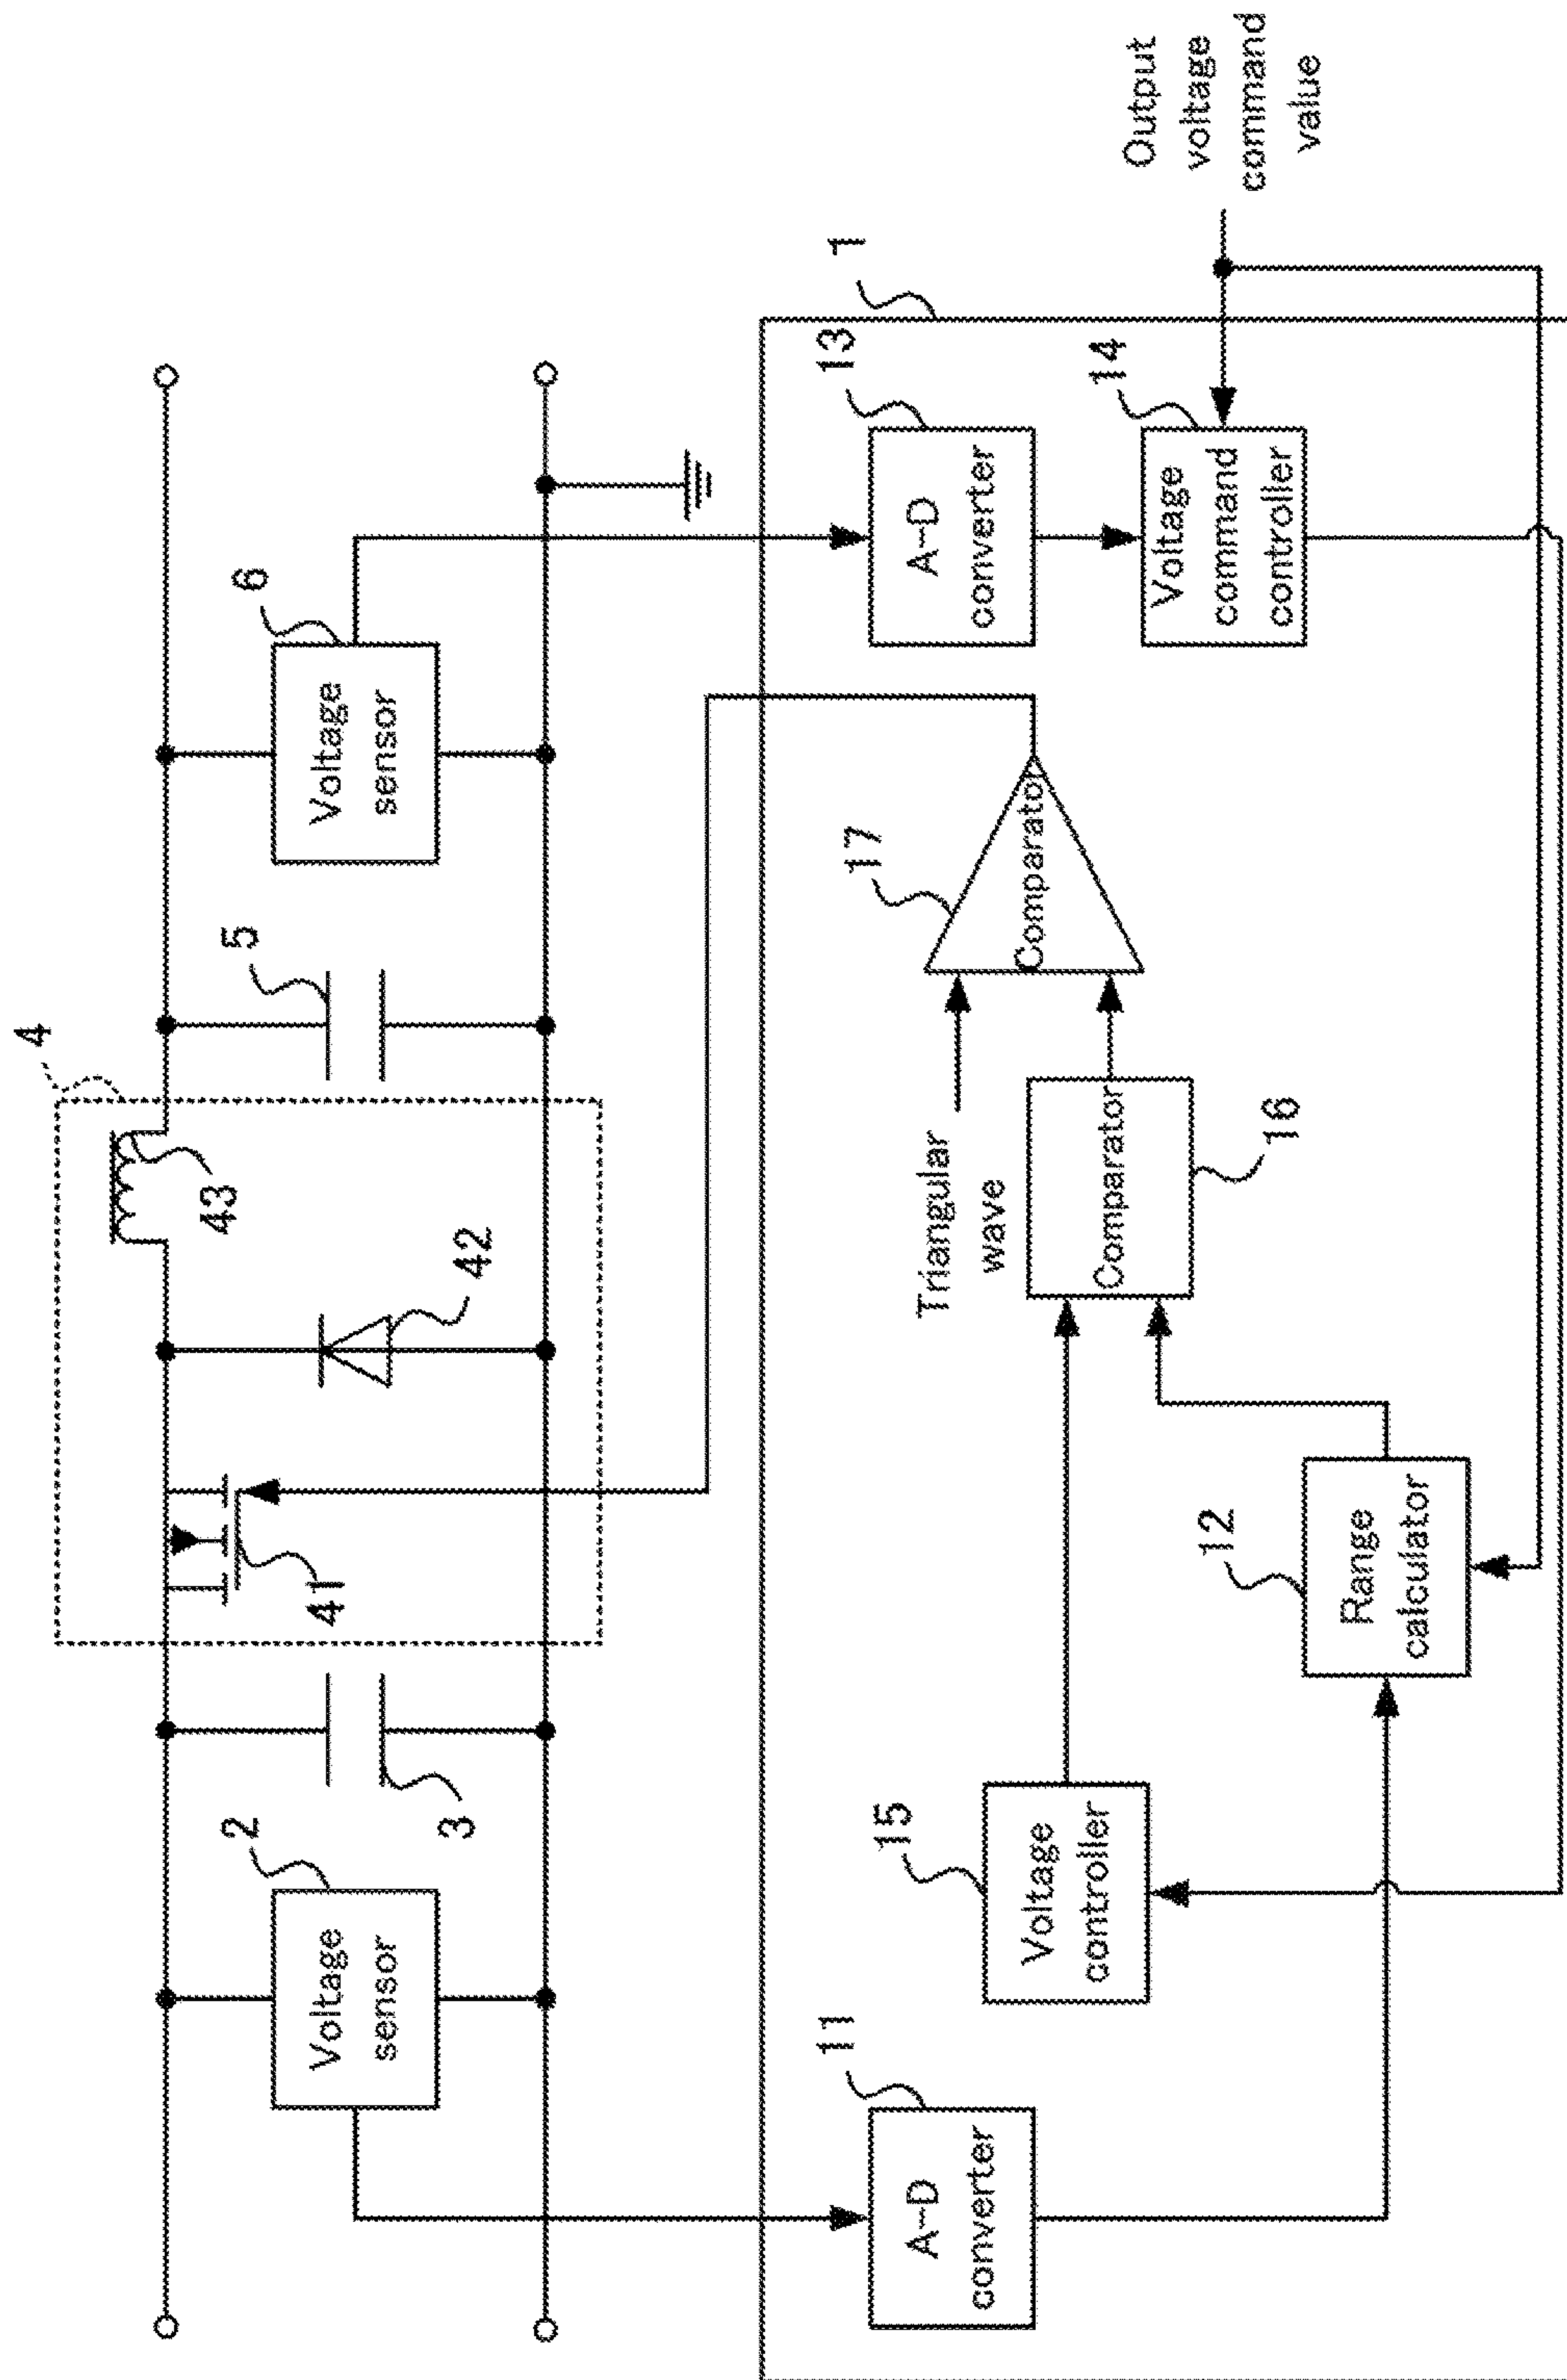 4
2
Voltage
sensor
3
41
42
43
5
6
Voltage
sensor
1
11
A-D
converter
15
Voltage
controller
12
Range
calculator
Triangular
wave
16
Comparator
17
Comparator
13
A-D
converter
14
Voltage
command
controller
Output
voltage
command
value